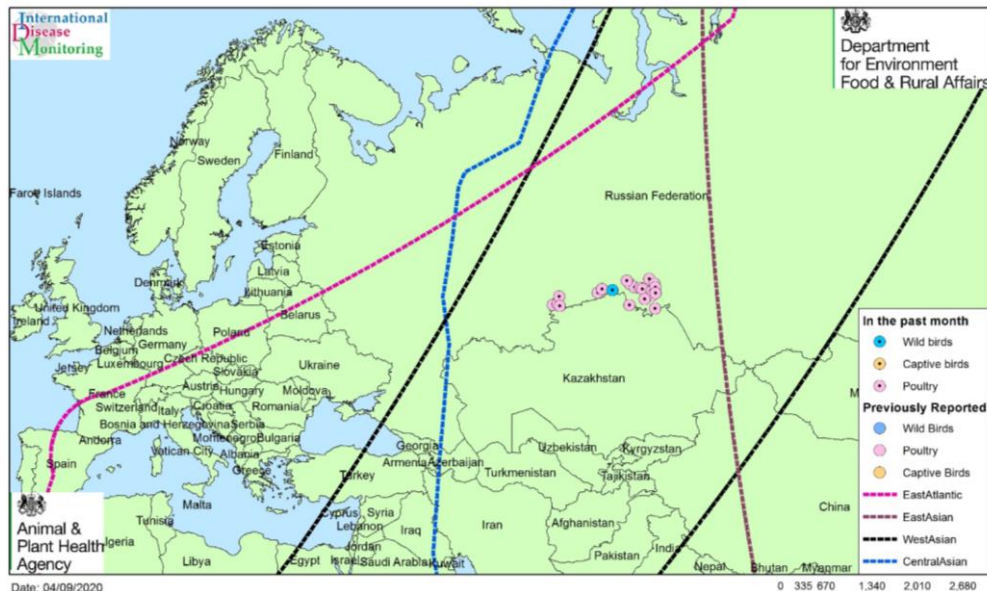 International
Disease
Monitoring
Department
for Environment
Food & Rural Affairs
Norway
Sweden
Finland
Russian Federation
Faroe Islands
Estonia
Latvia
Denmark
Lithuania
United Kingdom
Ireland
Belarus
Netherlands
Poland
Germany
Belgium
Luxembourg
Czech Republic
Ukraine
Jersey
Slovakia
Kazakhstan
Austria
Moldova
France
Hungary
Switzerland
Croatia
Romania
Italy
Bosnia and Herzegovina
Serbia
Andorra
Montenegro
Bulgaria
Georgia
Uzbekistan
Kyrgyzstan
Vatican City
Albania
Spain
Armenia
Azerbaijan
Greece
Turkey
Turkmenistan
Tajikistan
Malta
Cyprus
Syria
China
Tunisia
Lebanon
Iraq
Iran
Afghanistan
lgeria
Jordan
Pakistan
India
Libya
Egypt
Israel
Saudi Arabia
Kuwait
Nepal
Bhutan
Myanmar
In the past month
Wild birds
Captive birds
Poultry
Previously Reported
Wild Birds
Poultry
Captive Birds
EastAtlantic
EastAsian
WestAsian
CentralAsian
Animal &
Plant Health
Agency
Date: 04/09/2020
0 335 670 1,340 2,010 2,680